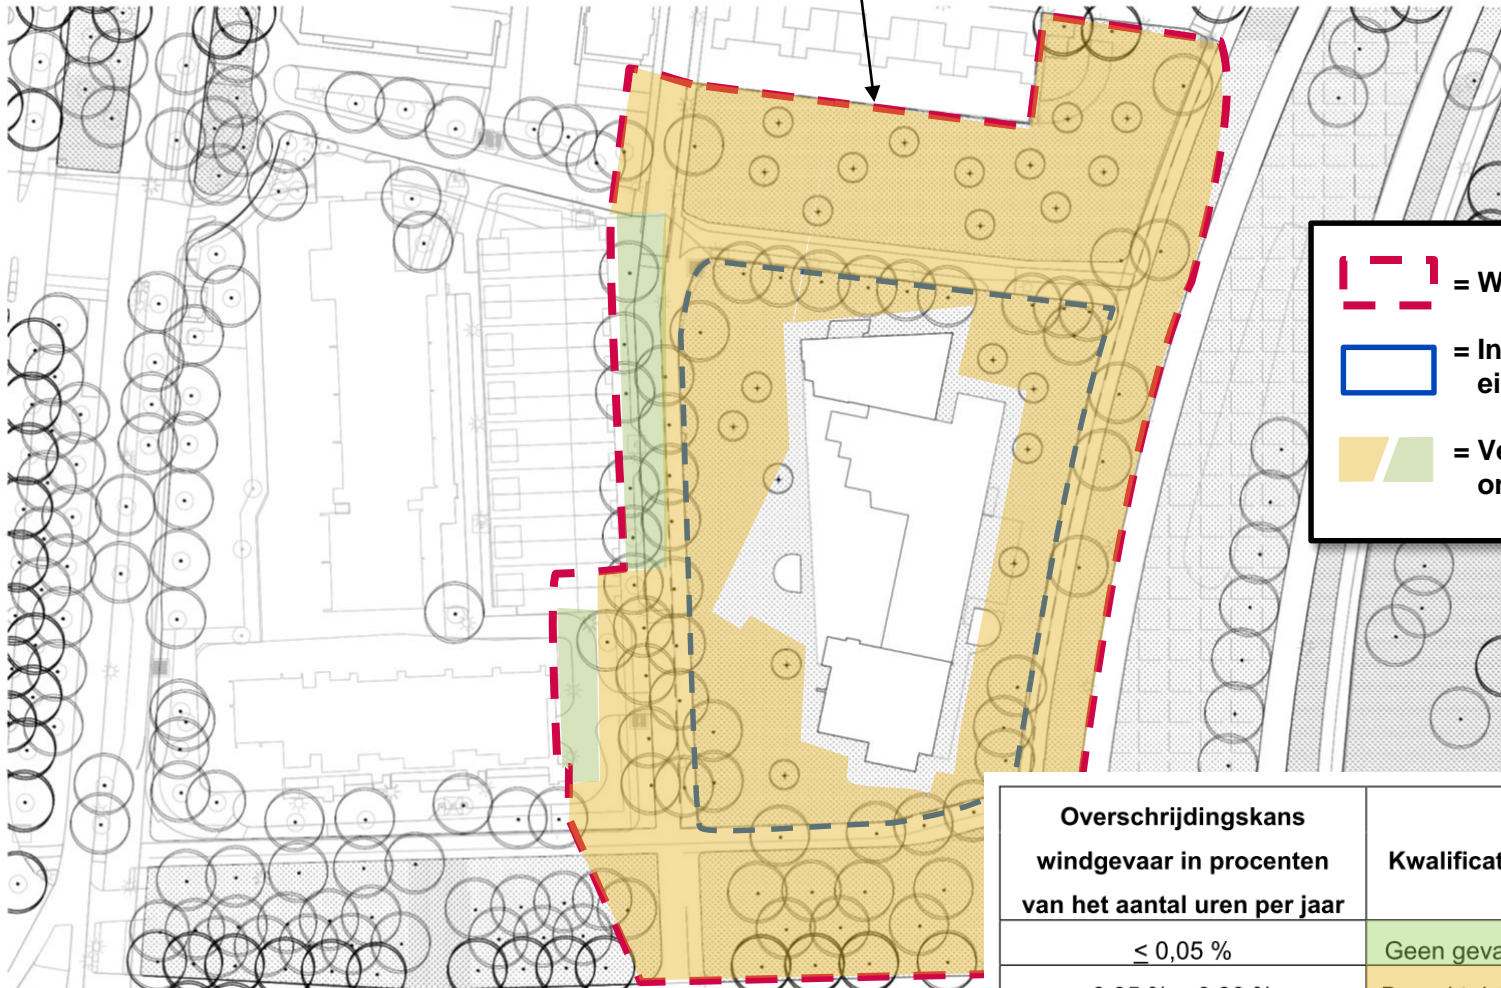 = W
= In
ei
= Ve
or
Overschrijdingskans
windgevaar in procenten
van het aantal uren per jaar
Kwalificat
≤ 0,05 %
Geen geva